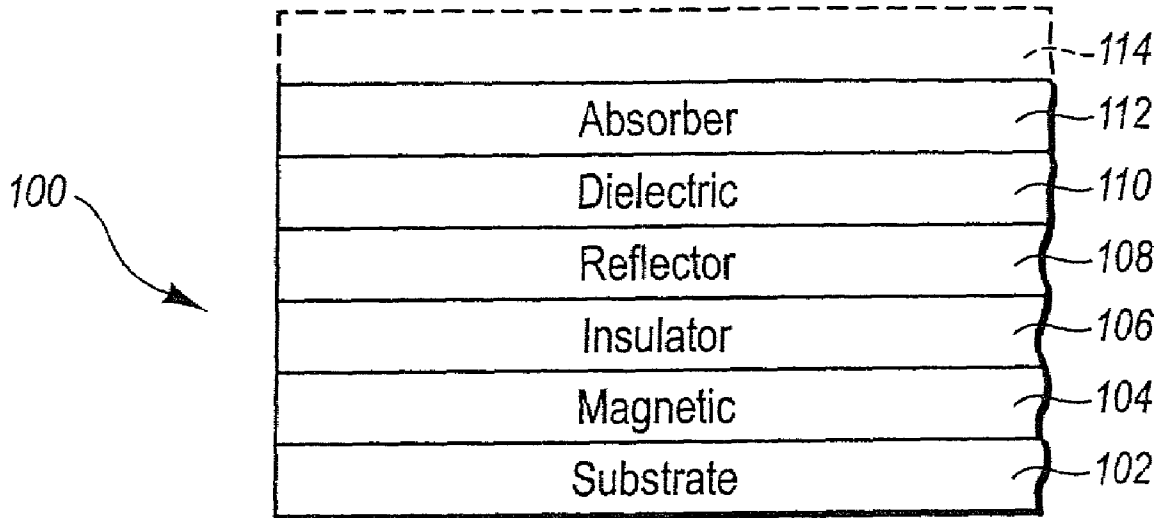 114
Absorber 112
100
Dielectric 110
Reflector 108
Insulator 106
Magnetic 104
Substrate 102